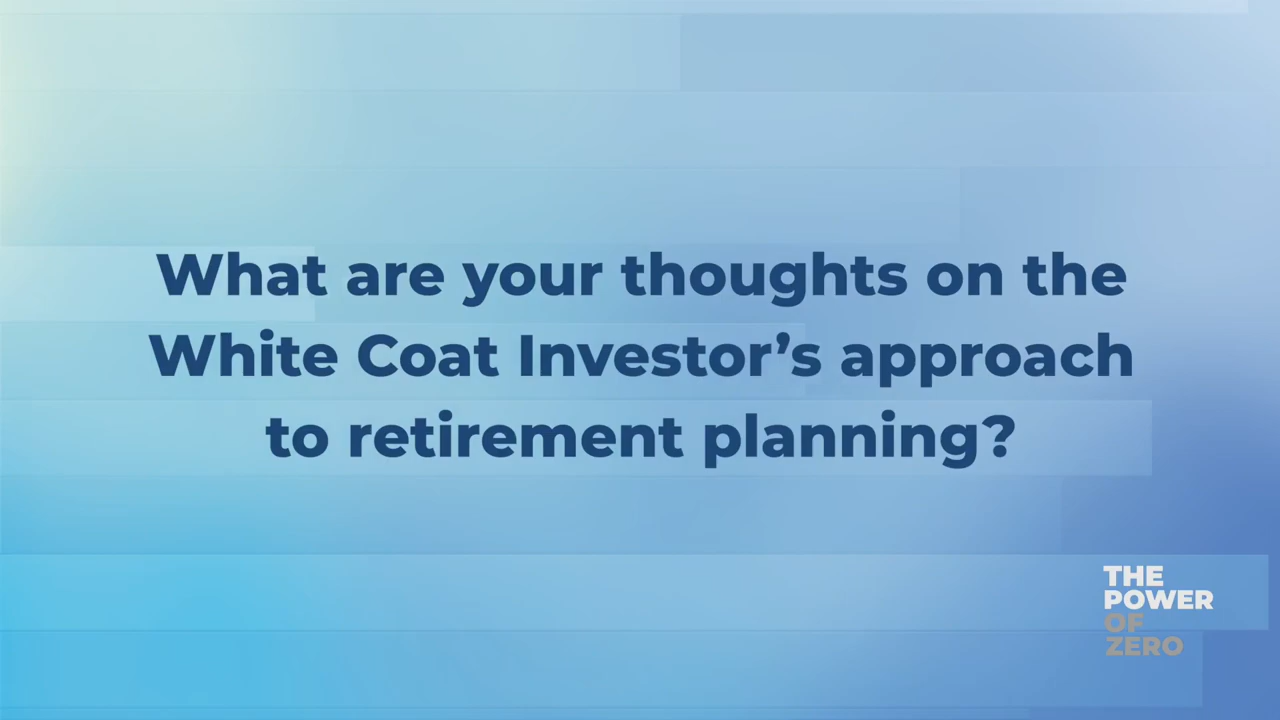 What are your thoughts on the
White Coat Investor’s approach
to retirement planning?
THE
POWER
OF
ZERO